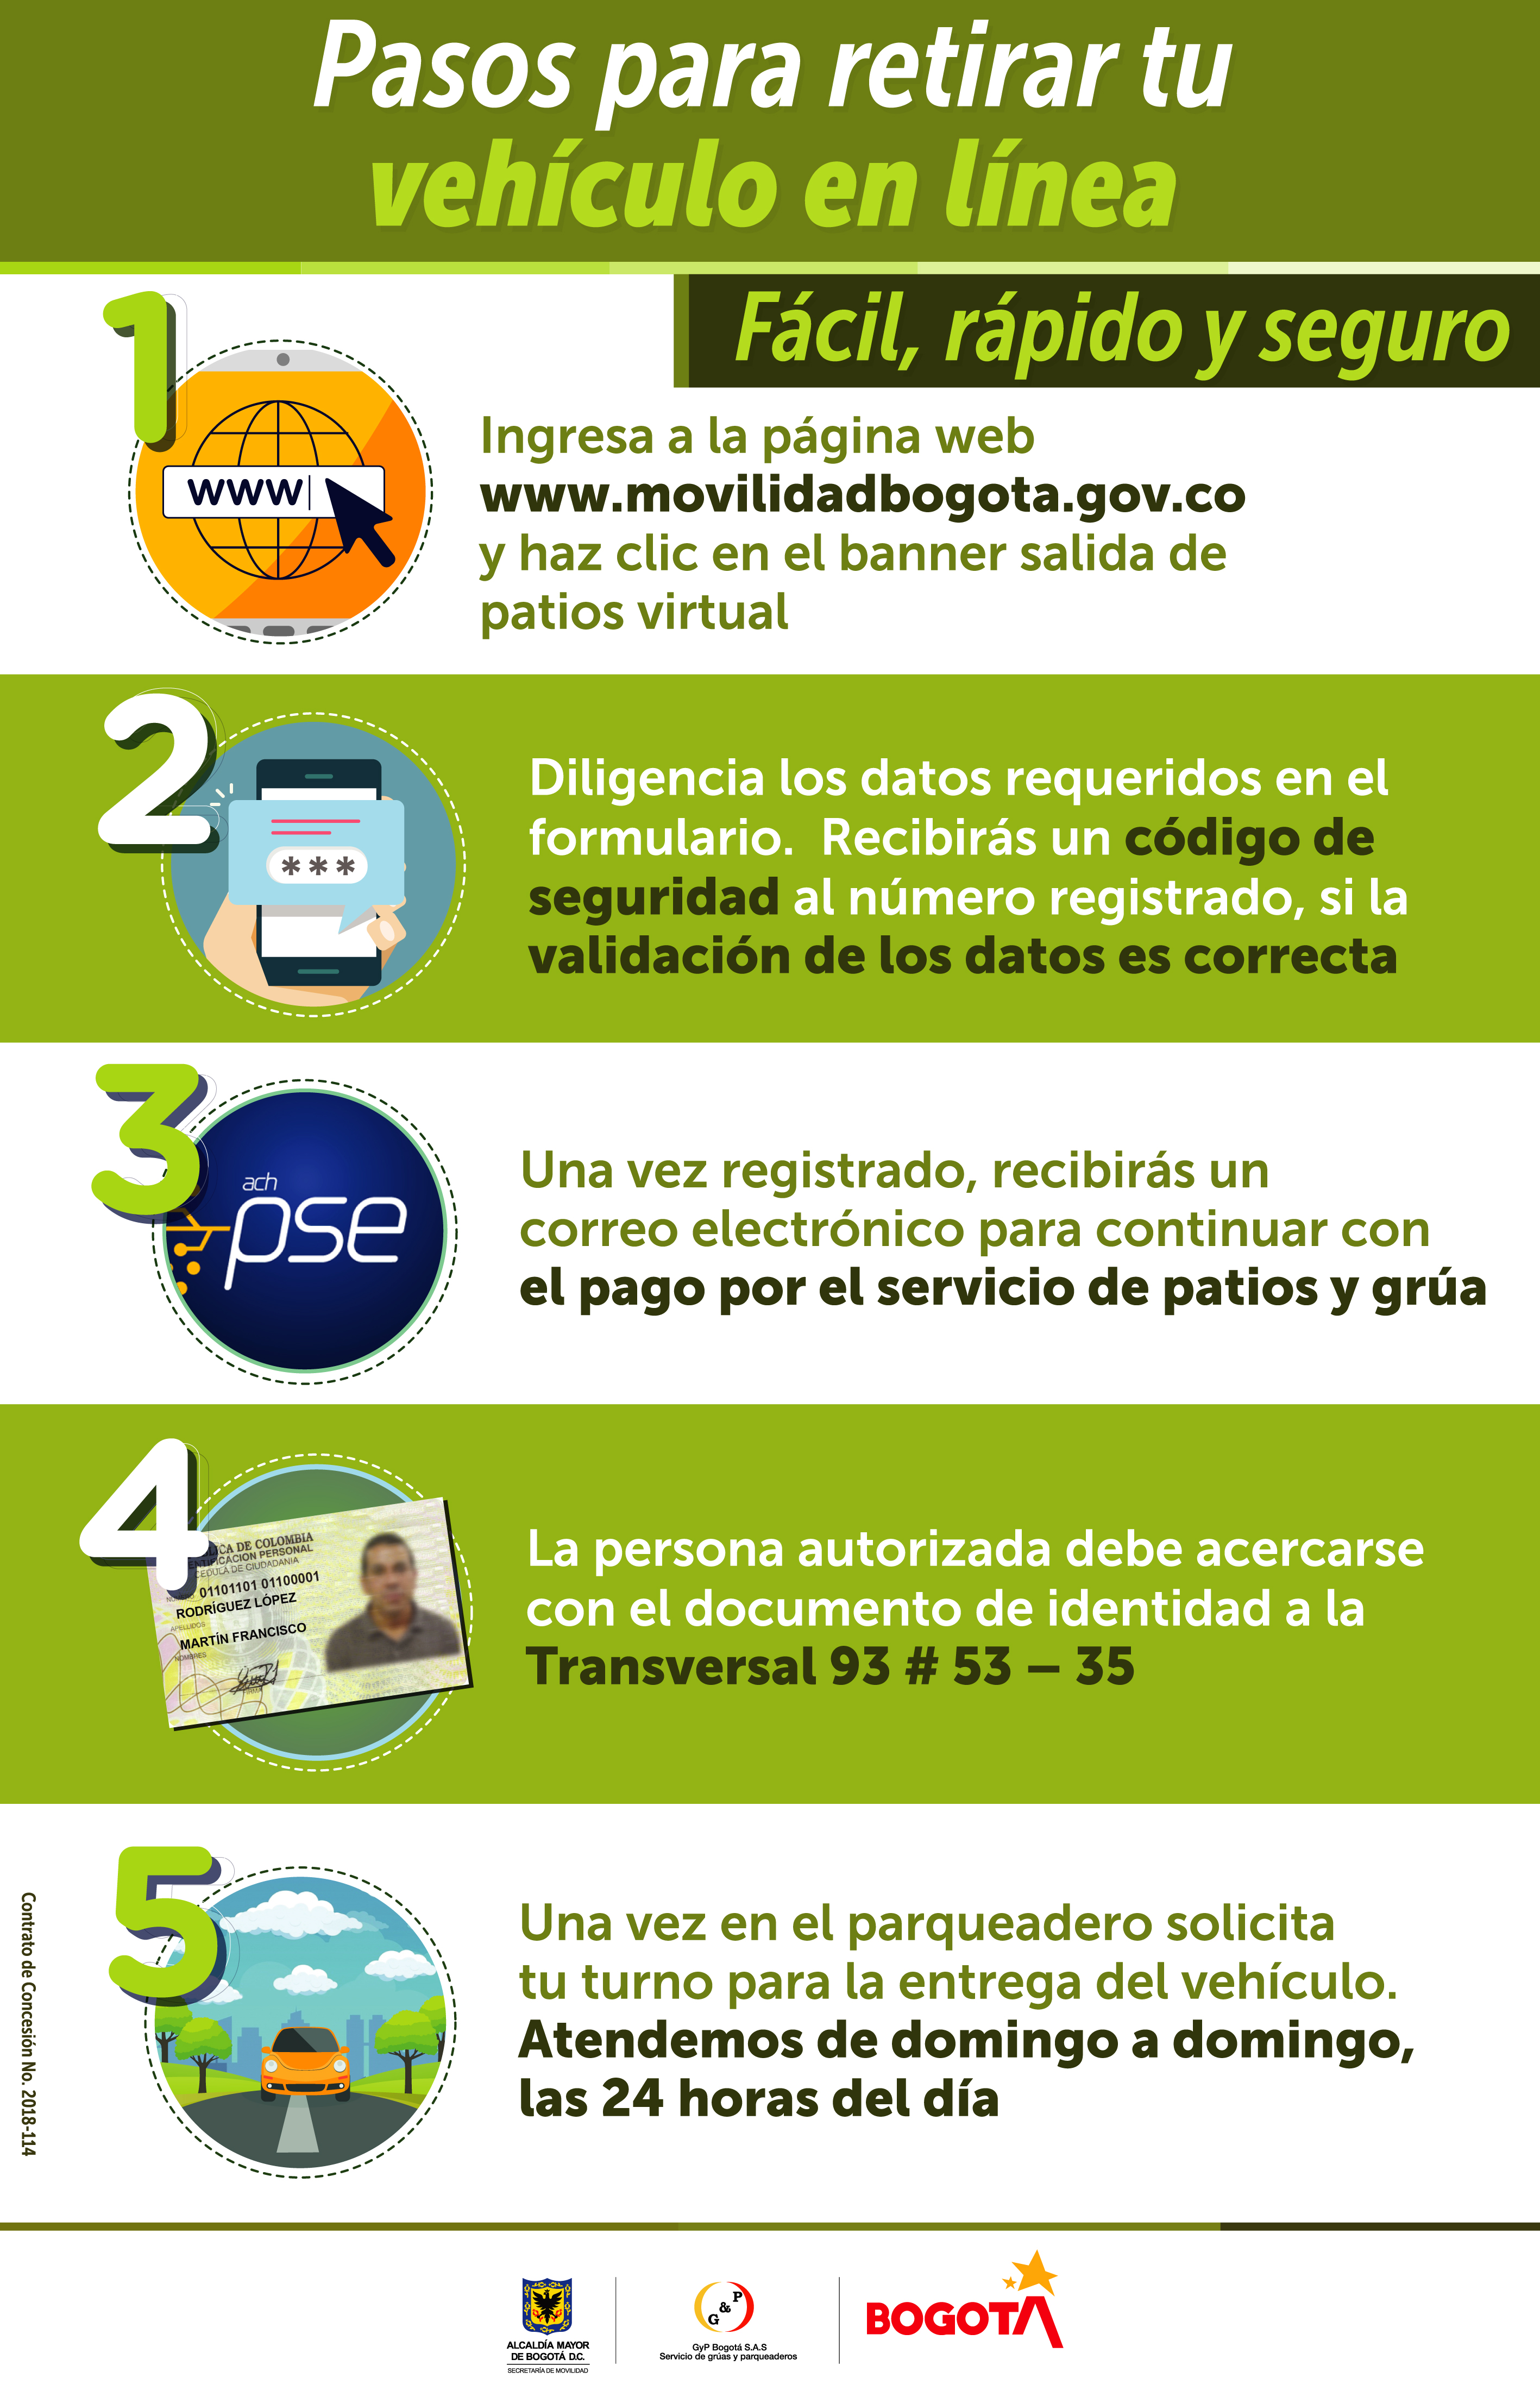 Pasos para retirar tu
vehículo en línea
Fácil, rápido y seguro
1
www
Ingresa a la página web
www.movilidadbogota.gov.co
y haz clic en el banner salida de
patios virtual
2
***
Diligencia los datos requeridos en el
formulario. Recibirás un código de
seguridad al número registrado, si la
validación de los datos es correcta
3
ach
pse
Una vez registrado, recibirás un
correo electrónico para continuar con
el pago por el servicio de patios y grúa
4
DE COLOMBIA
PERSONAL
CEDULA DE CIUDADANIA
01101101 01100001
RODRÍGUEZ LÓPEZ
APELLIDOS
MARTÍN FRANCISCO
NOMBRES
La persona autorizada debe acercarse
con el documento de identidad a la
Transversal 93 # 53 – 35
5
Una vez en el parqueadero solicita
tu turno para la entrega del vehículo.
Atendemos de domingo a domingo,
las 24 horas del día
Contrato de Concesión No. 2018-114
ALCALDÍA MAYOR
DE BOGOTÁ D.C.
SECRETARÍA DE MOVILIDAD
G&P
GyP Bogotá S.A.S
Servicio de grúas y parqueaderos
BOGOTÁ